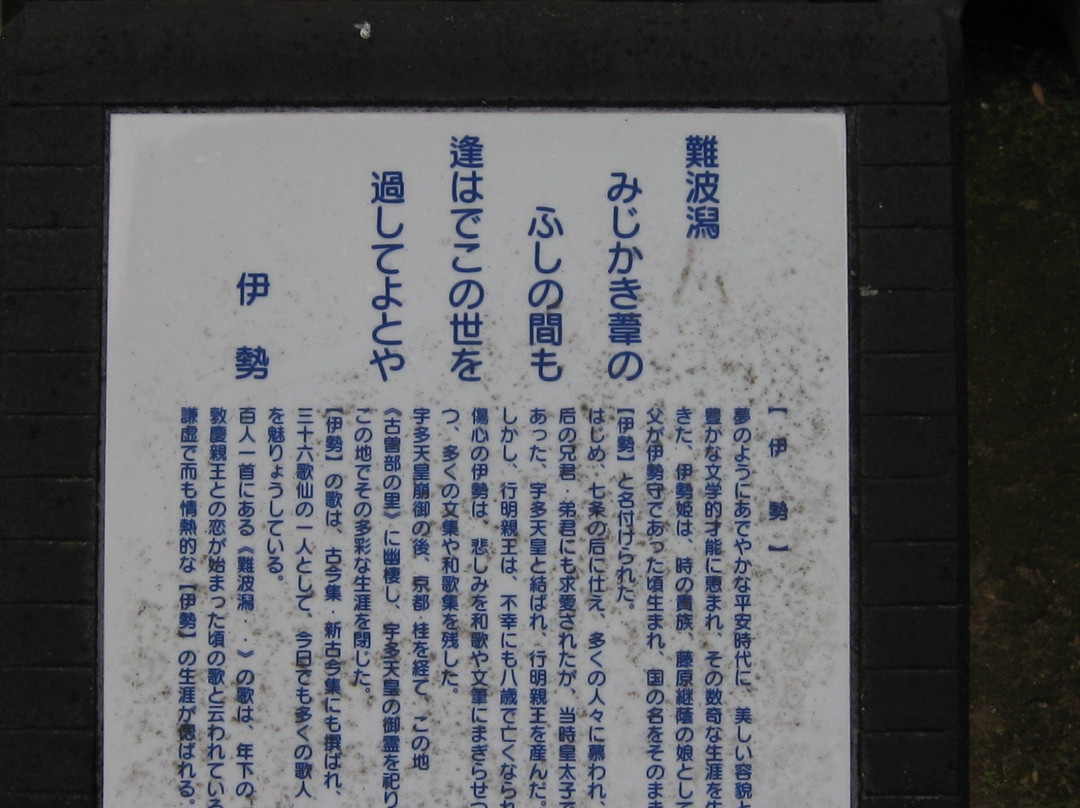 難波潟
みじかき葦の
ふしの間も
逢はでこの世を
過してよとや
伊 勢
【 伊 勢 】
夢のようにあでやかな平安時代に、美しい容貌と
豊かな文学的才能に恵まれ、その数奇な生涯を生
きた、伊勢姫は、時の貴族、藤原継蔭の娘として
父が伊勢守であった頃生まれ、国の名をそのまま
【伊勢】と名付けられた。
はじめ、七条の后に仕え、多くの人々に慕われ、
后の兄君・弟君にも求愛されたが、当時皇太子で
あった、宇多天皇と結ばれ、行明親王を産んだ。
しかし、行明親王は、不幸にも八歳で亡くなられ
傷心の伊勢は、悲しみを和歌や文筆にまぎらせつ
つ、多くの文集や和歌集を残した。
宇多天皇崩御の後、京都・桂を経て、この地
《古曽部の里》に幽棲し、宇多天皇の御霊を祀り
この地でその多彩な生涯を閉じた。
【伊勢】の歌は、古今集・新古今集にも撰ばれ、
三十六歌仙の一人として、今日でも多くの歌人
を魅りょうしている。
百人一首にある《難波潟・・》の歌は、年下の
敦慶親王との恋が始まった頃の歌と云われている
謙虚で而も情熱的な【伊勢】の生涯が偲ばれる。